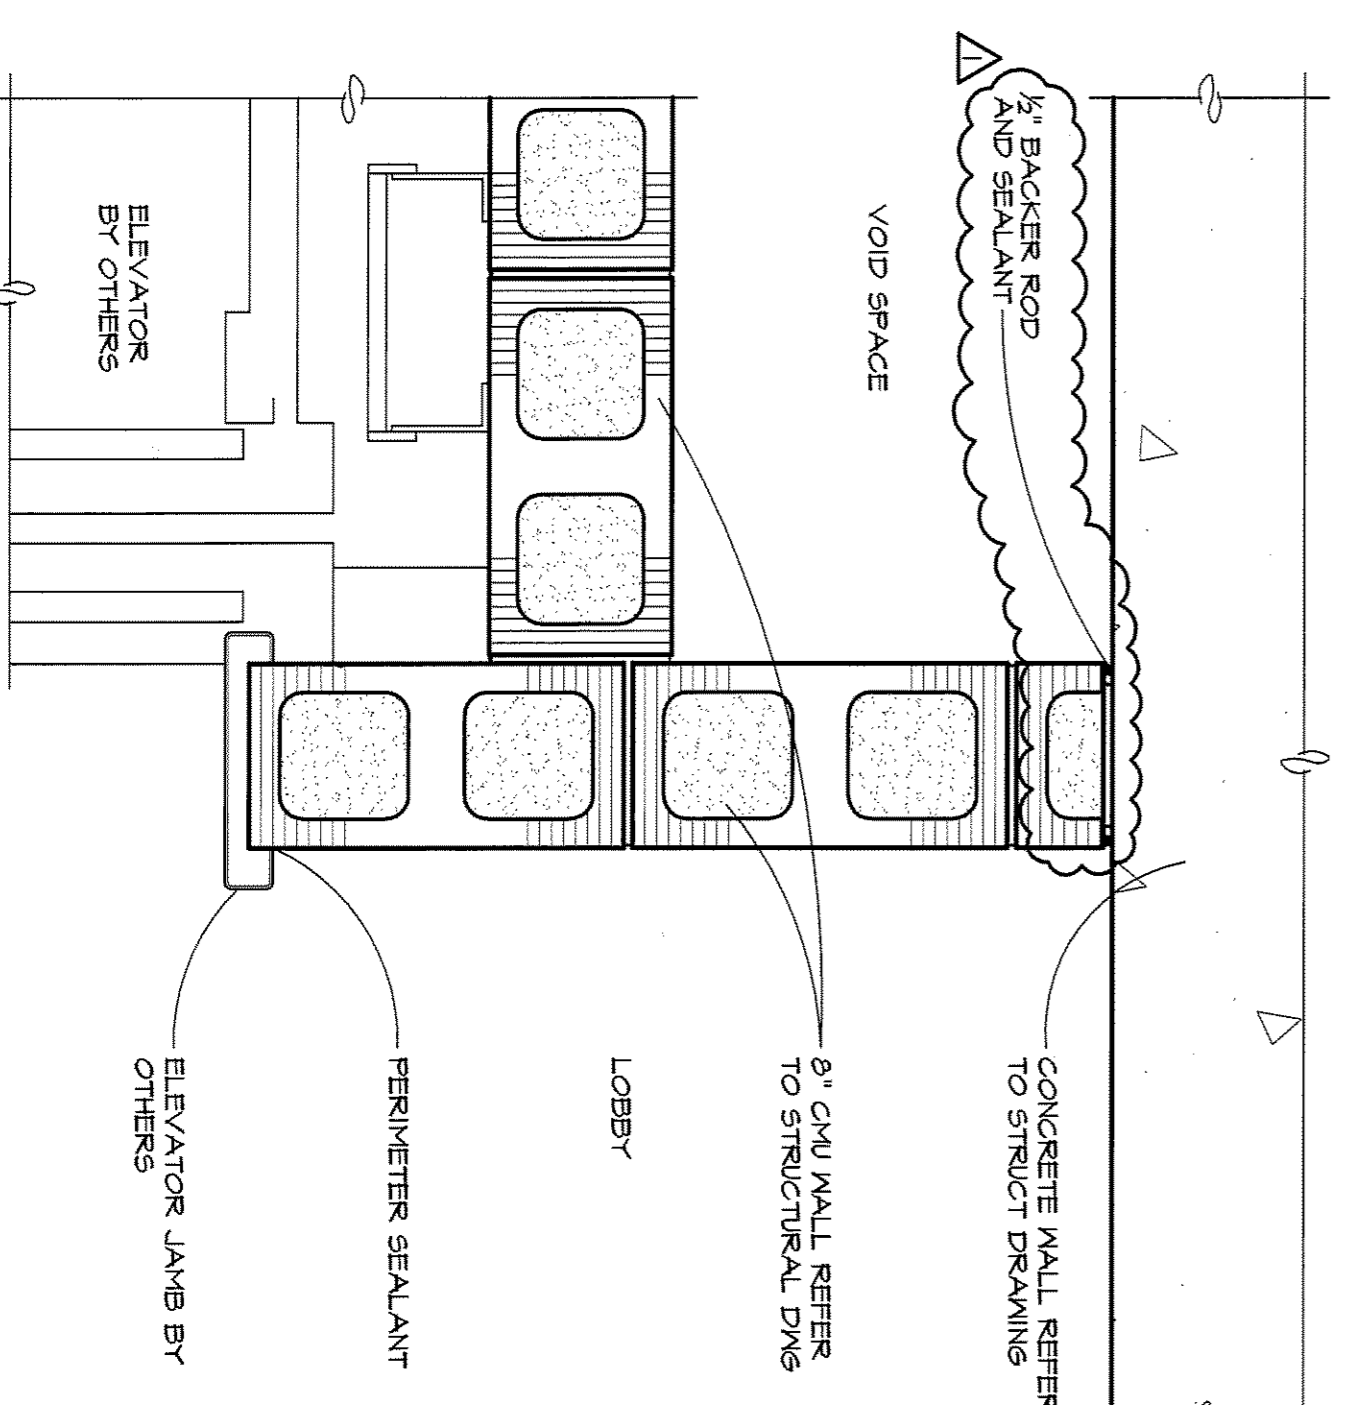 1
½" BACKER ROD
AND SEALANT
VOID SPACE
ELEVATOR
BY OTHERS
CONCRETE WALL REFER
TO STRUCT DRAWING
8" CMU WALL REFER
TO STRUCTURAL DWG
LOBBY
PERIMETER SEALANT
ELEVATOR JAMB BY
OTHERS